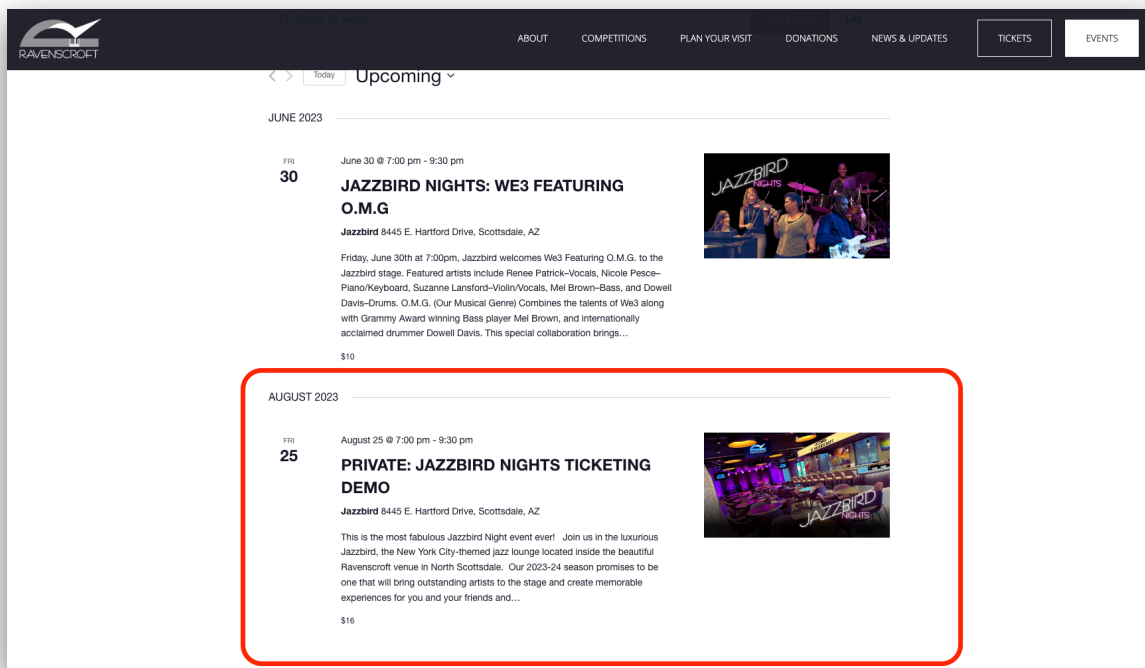 RAVENSCROFT
ABOUT COMPETITIONS PLAN YOUR VISIT DONATIONS NEWS & UPDATES TICKETS EVENTS
Today Upcoming
JUNE 2023
FRI
30
June 30 @ 7:00 pm - 9:30 pm
JAZZBIRD NIGHTS: WE3 FEATURING
O.M.G
Jazzbird 8445 E. Hartford Drive, Scottsdale, AZ
Friday, June 30th at 7:00pm, Jazzbird welcomes We3 Featuring O.M.G. to the
Jazzbird stage. Featured artists include Renee Patrick–Vocals, Nicole Pesce–
Piano/Keyboard, Suzanne Lansford–Violin/Vocals, Mel Brown–Bass, and Dowell
Davis–Drums. O.M.G. (Our Musical Genre) Combines the talents of We3 along
with Grammy Award winning Bass player Mel Brown, and internationally
acclaimed drummer Dowell Davis. This special collaboration brings…
$10
JAZZBIRD
NIGHTS
AUGUST 2023
FRI
25
August 25 @ 7:00 pm - 9:30 pm
PRIVATE: JAZZBIRD NIGHTS TICKETING
DEMO
Jazzbird 8445 E. Hartford Drive, Scottsdale, AZ
This is the most fabulous Jazzbird Night event ever! Join us in the luxurious
Jazzbird, the New York City-themed jazz lounge located inside the beautiful
Ravenscroft venue in North Scottsdale. Our 2023-24 season promises to be
one that will bring outstanding artists to the stage and create memorable
experiences for you and your friends and…
$16
JAZZBIRD
NIGHTS